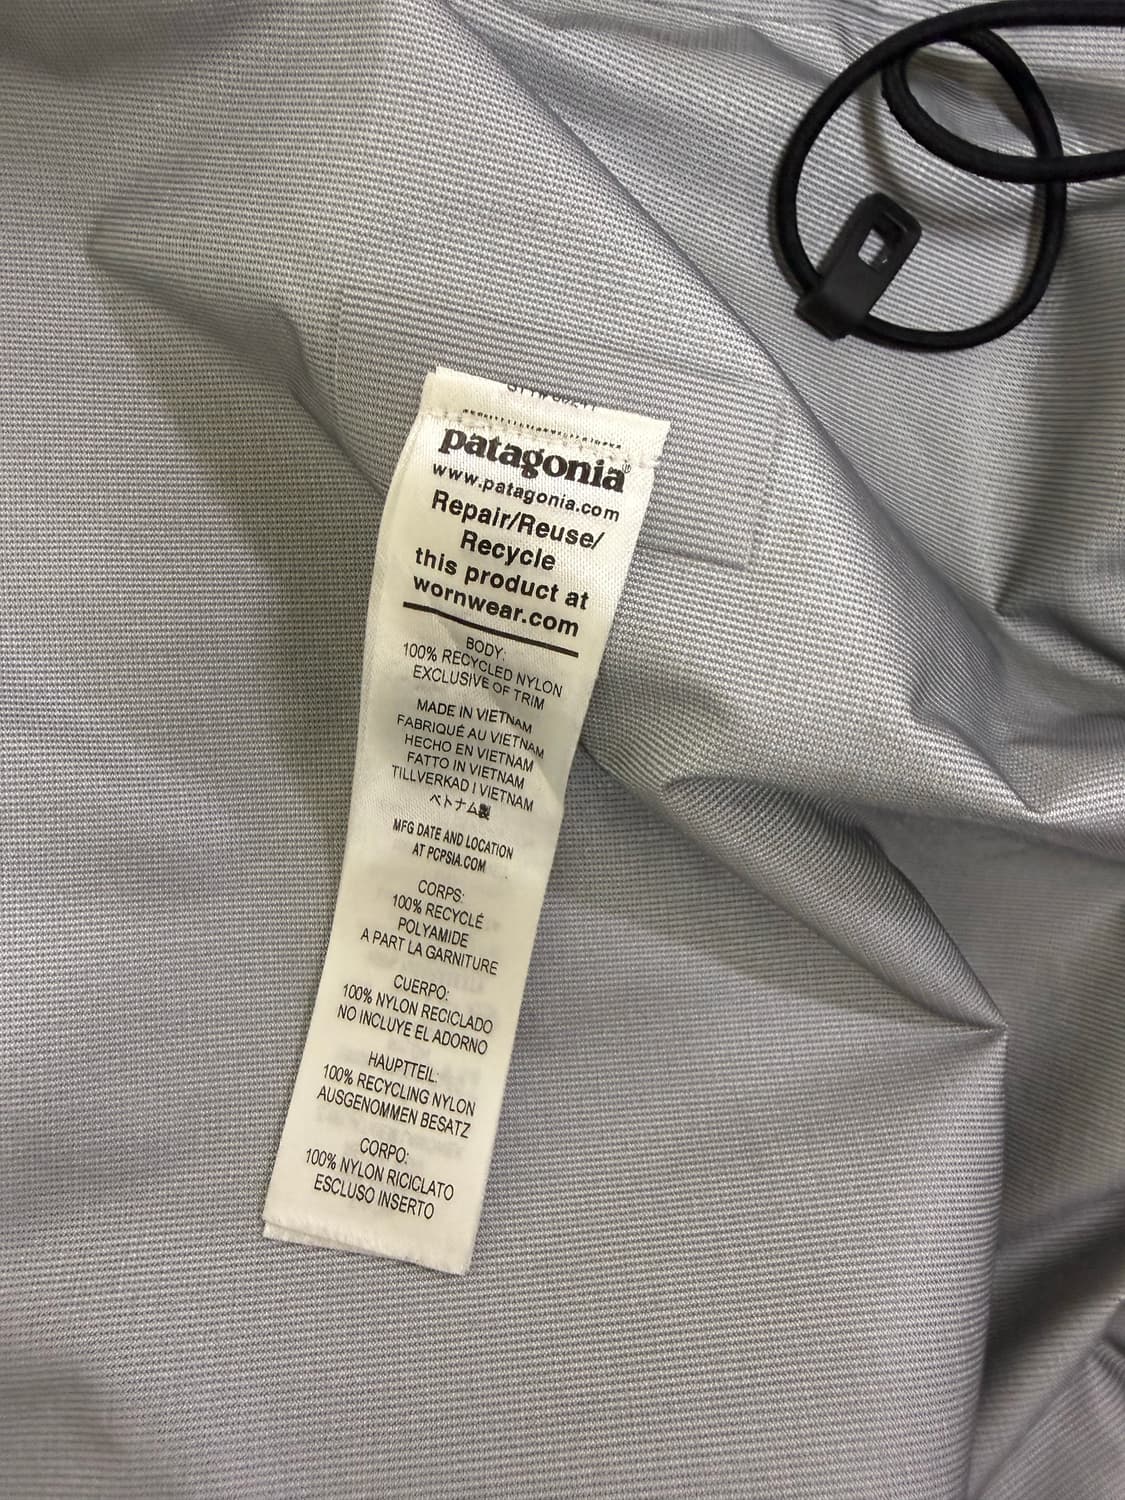 patagonia®
www.patagonia.com
Repair/Reuse/
Recycle
this product at
wornwear.com
BODY:
100% RECYCLED NYLON
EXCLUSIVE OF TRIM
MADE IN VIETNAM
FABRIQUÉ AU VIETNAM
HECHO EN VIETNAM
FATTO IN VIETNAM
TILLVERKAD I VIETNAM
ベトナム製
MFG DATE AND LOCATION
AT PCPSIA.COM
CORPS:
100% RECYCLÉ
POLYAMIDE
A PART LA GARNITURE
CUERPO:
100% NYLON RECICLADO
NO INCLUYE EL ADORNO
HAUPTTEIL:
100% RECYCLING NYLON
AUSGENOMMEN BESATZ
CORPO:
100% NYLON RICICLATO
ESCLUSO INSERTO